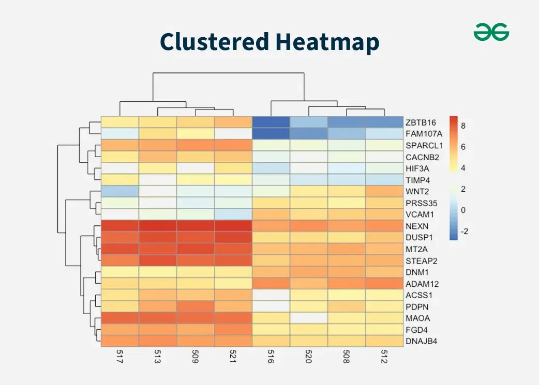 Clustered Heatmap
ZBTB16
FAM107A
SPARCL1
CACNB2
HIF3A
TIMP4
WNT2
PRSS35
VCAM1
NEXN
DUSP1
MT2A
STEAP2
DNM1
ADAM12
ACSS1
PDPN
MAOA
FGD4
DNAJB4
8
6
4
2
0
-2
517 513 509 521 516 520 508 512